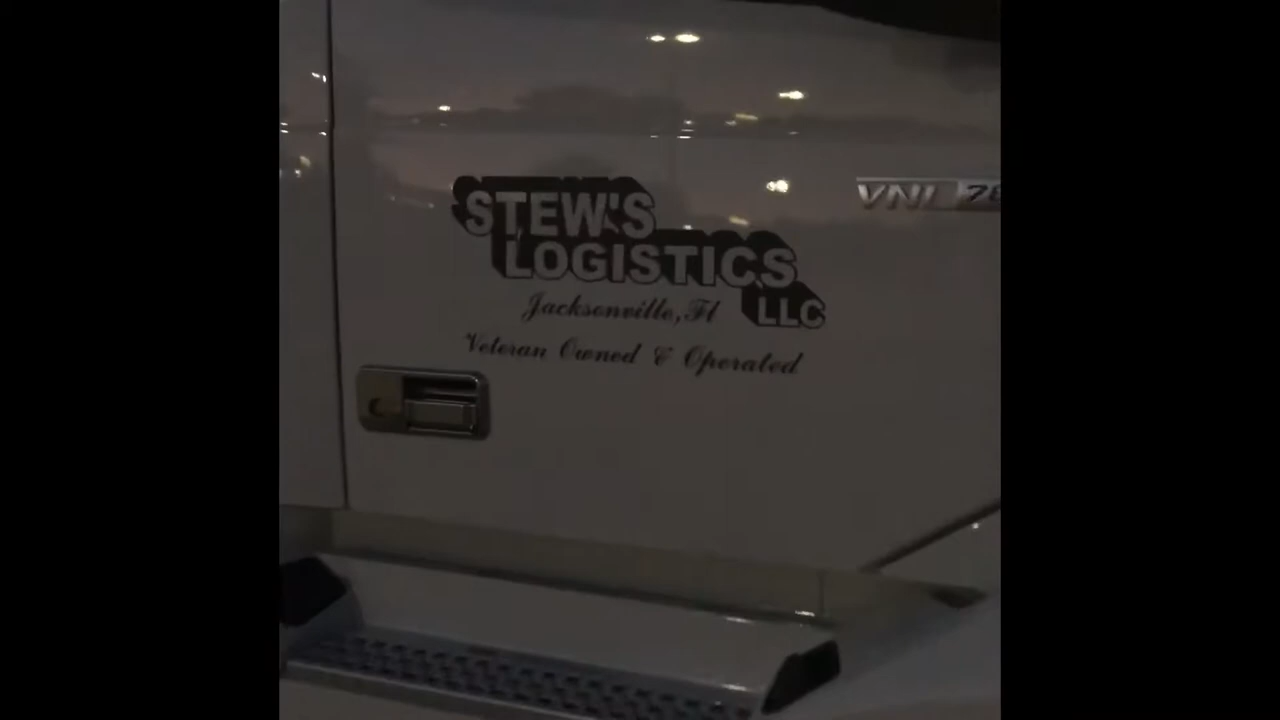 STEW'S
LOGISTICS
LLC
Jacksonville, Fl
Veteran Owned & Operated
VNL